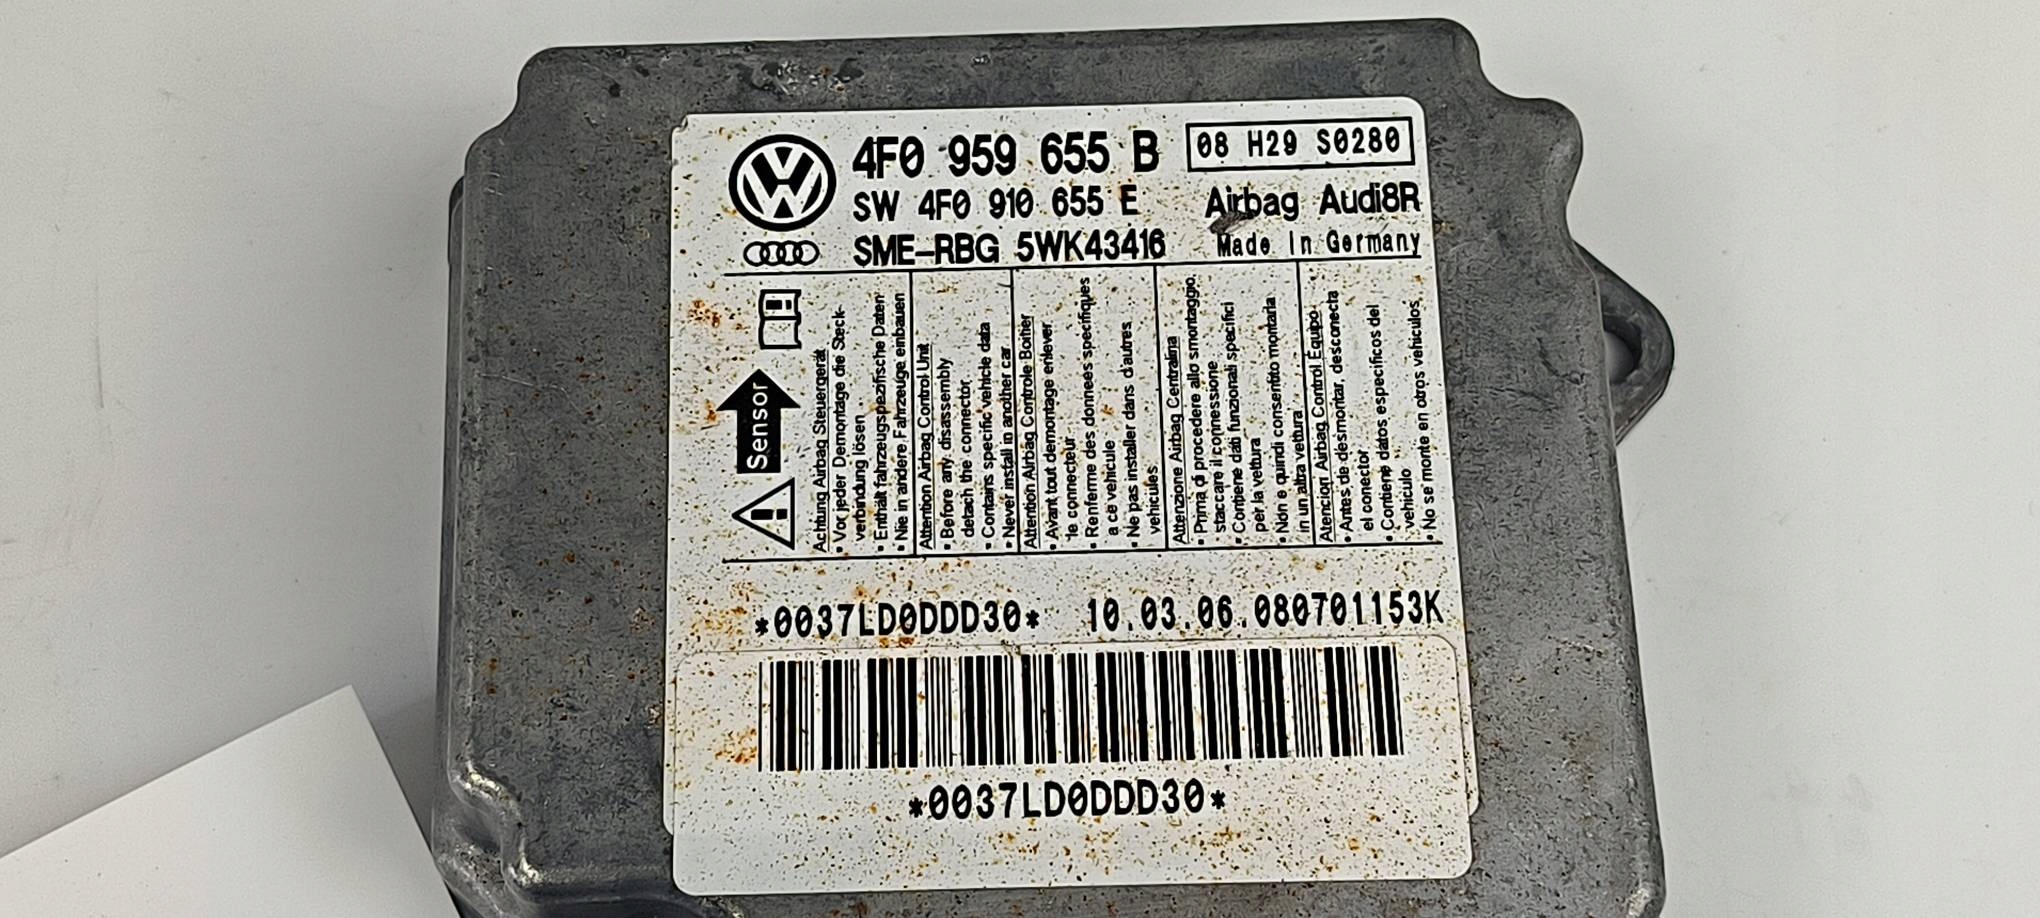 4F0 959 655 B
08 H29 S0280
SW 4F0 910 655 E
Airbag Audi8R
SME-RBG 5WK43416
Made In Germany
Sensor
Achtung Airbag Steuergerät
• Vor jeder Demontage die Steck-
verbindung lösen
• Enthält fahrzeugspezifische Daten
• Nie in andere Fahrzeuge einbauen
Attention Airbag Control Unit
• Before any disassembly
detach the connector
• Contains specific vehicle data
• Never install to another car
Attention Airbag Controle Boitier
• Avant tout demontage enlever
le connecteur
• Renferme des donnees specifiques
a ce vehicule
• Ne pas installer dans d'autres
vehicules
Attenzione Airbag Centralina
• Prima di procedere allo smontaggio,
staccare il connessione
• Contiene dati funzionali specifici
per la vettura
• Non e quindi consentito montarla
in un altra vettura
Atencion Airbag Control Equipo
• Antes de desmontar, desconecta
el conector
• Contiene datos especificos del
vehiculo
• No se monte en otros vehiculos
*0037LD0DDD30* 10.03.06.080701153K
*0037LD0DDD30*